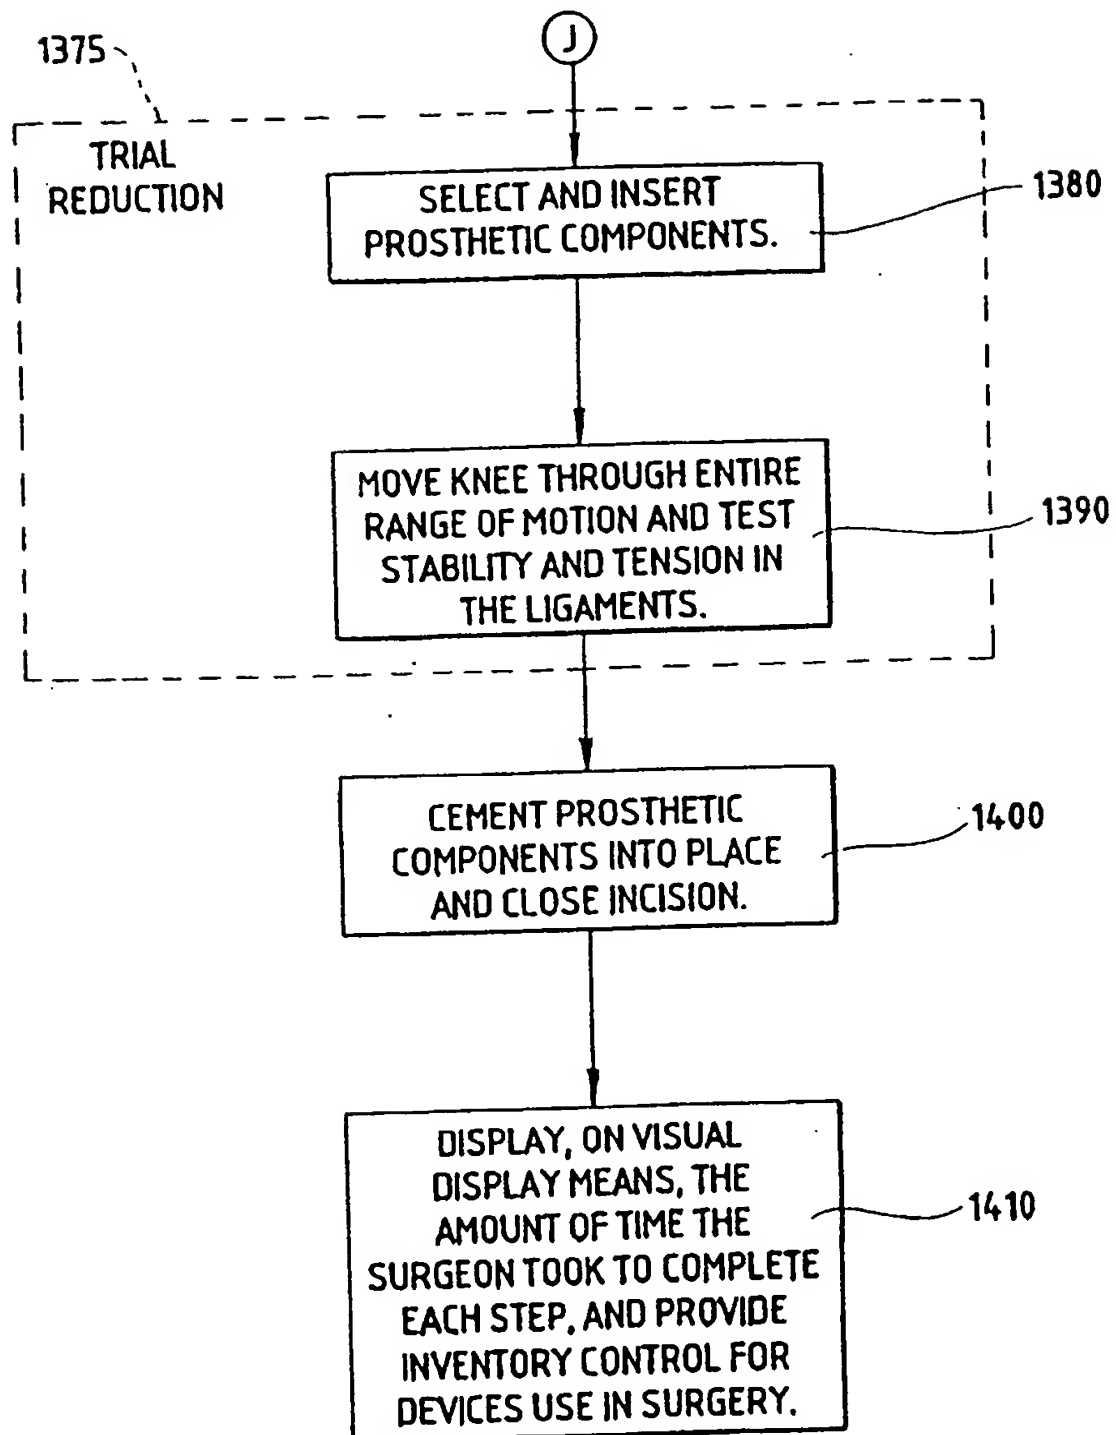 J
1375
TRIAL
REDUCTION
SELECT AND INSERT
PROSTHETIC COMPONENTS.
1380
MOVE KNEE THROUGH ENTIRE
RANGE OF MOTION AND TEST
STABILITY AND TENSION IN
THE LIGAMENTS.
1390
CEMENT PROSTHETIC
COMPONENTS INTO PLACE
AND CLOSE INCISION.
1400
DISPLAY, ON VISUAL
DISPLAY MEANS, THE
AMOUNT OF TIME THE
SURGEON TOOK TO COMPLETE
EACH STEP, AND PROVIDE
INVENTORY CONTROL FOR
DEVICES USE IN SURGERY.
1410